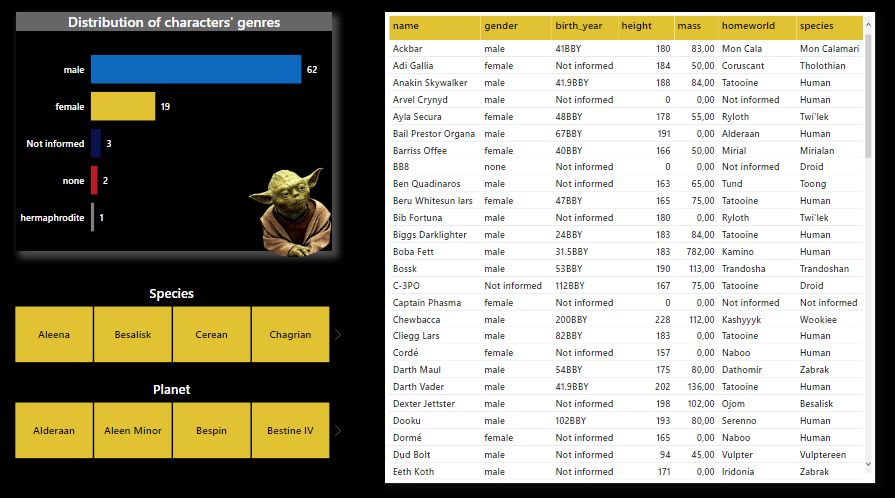 Distribution of characters' genres
male 62
female 19
Not informed 3
none 2
hermaphrodite 1
Species
Aleena Besalisk Cerean Chagrian
Planet
Alderaan Aleen Minor Bespin Bestine IV
name gender birth_year height mass homeworld species
Ackbar male 41BBY 180 83,00 Mon Cala Mon Calamari
Adi Gallia female Not informed 184 50,00 Coruscant Tholothian
Anakin Skywalker male 41.9BBY 188 84,00 Tatooine Human
Arvel Crynyd male Not informed 0 0,00 Not informed Human
Ayla Secura female 48BBY 178 55,00 Ryloth Twi'lek
Bail Prestor Organa male 67BBY 191 0,00 Alderaan Human
Barriss Offee female 40BBY 166 50,00 Mirial Mirialan
BB8 none Not informed 0 0,00 Not informed Droid
Ben Quadinaros male Not informed 163 65,00 Tund Toong
Beru Whitesun lars female 47BBY 165 75,00 Tatooine Human
Bib Fortuna male Not informed 180 0,00 Ryloth Twi'lek
Biggs Darklighter male 24BBY 183 84,00 Tatooine Human
Boba Fett male 31.5BBY 183 782,00 Kamino Human
Bossk male 53BBY 190 113,00 Trandosha Trandoshan
C-3PO Not informed 112BBY 167 75,00 Tatooine Droid
Captain Phasma female Not informed 0 0,00 Not informed Not informed
Chewbacca male 200BBY 228 112,00 Kashyyyk Wookiee
Cliegg Lars male 82BBY 183 0,00 Tatooine Human
Cordé female Not informed 157 0,00 Naboo Human
Darth Maul male 54BBY 175 80,00 Dathomir Zabrak
Darth Vader male 41.9BBY 202 136,00 Tatooine Human
Dexter Jettster male Not informed 198 102,00 Ojom Besalisk
Dooku male 102BBY 193 80,00 Serenno Human
Dormé female Not informed 165 0,00 Naboo Human
Dud Bolt male Not informed 94 45,00 Vulpter Vulptereen
Eeth Koth male Not informed 171 0,00 Iridonia Zabrak